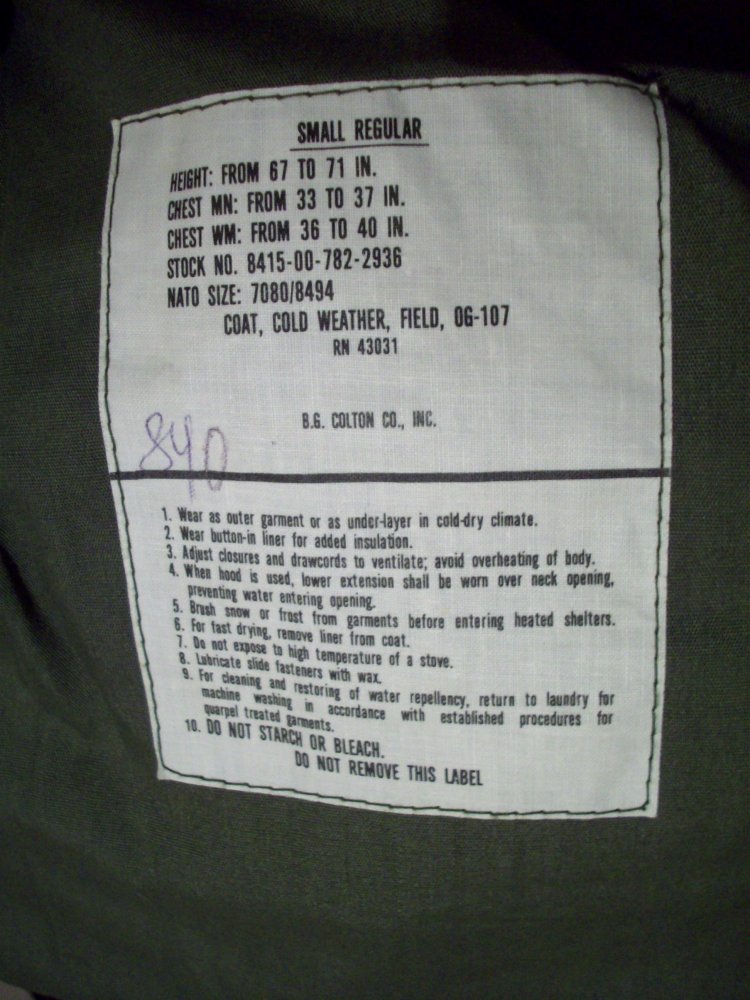 SMALL REGULAR
HEIGHT: FROM 67 TO 71 IN.
CHEST MN: FROM 33 TO 37 IN.
CHEST WM: FROM 36 TO 40 IN.
STOCK NO. 8415-00-782-2936
NATO SIZE: 7080/8494
COAT, COLD WEATHER, FIELD, OG-107
RN 43031
B.G. COLTON CO., INC.
840
1. Wear as outer garment or as under-layer in cold-dry climate.
2. Wear button-in liner for added insulation.
3. Adjust closures and drawcords to ventilate; avoid overheating of body.
4. When hood is used, lower extension shall be worn over neck opening,
preventing water entering opening.
5. Brush snow or frost from garments before entering heated shelters.
6. For fast drying, remove liner from coat.
7. Do not expose to high temperature of a stove.
8. Lubricate slide fasteners with wax.
9. For cleaning and restoring of water repellency, return to laundry for
machine washing in accordance with established procedures for
quarpel treated garments.
10. DO NOT STARCH OR BLEACH.
DO NOT REMOVE THIS LABEL